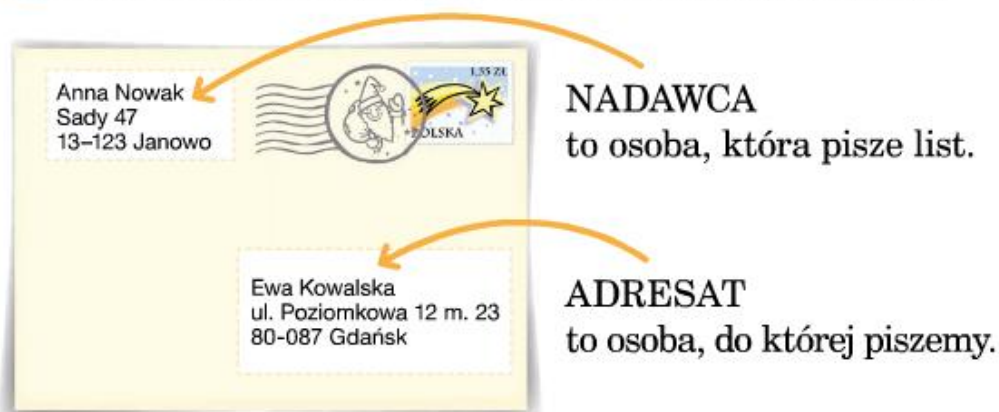 Anna Nowak
Sady 47
13–123 Janowo
1,55 ZŁ
POLSKA
NADAWCA
to osoba, która pisze list.
Ewa Kowalska
ul. Poziomkowa 12 m. 23
80-087 Gdańsk
ADRESAT
to osoba, do której piszemy.